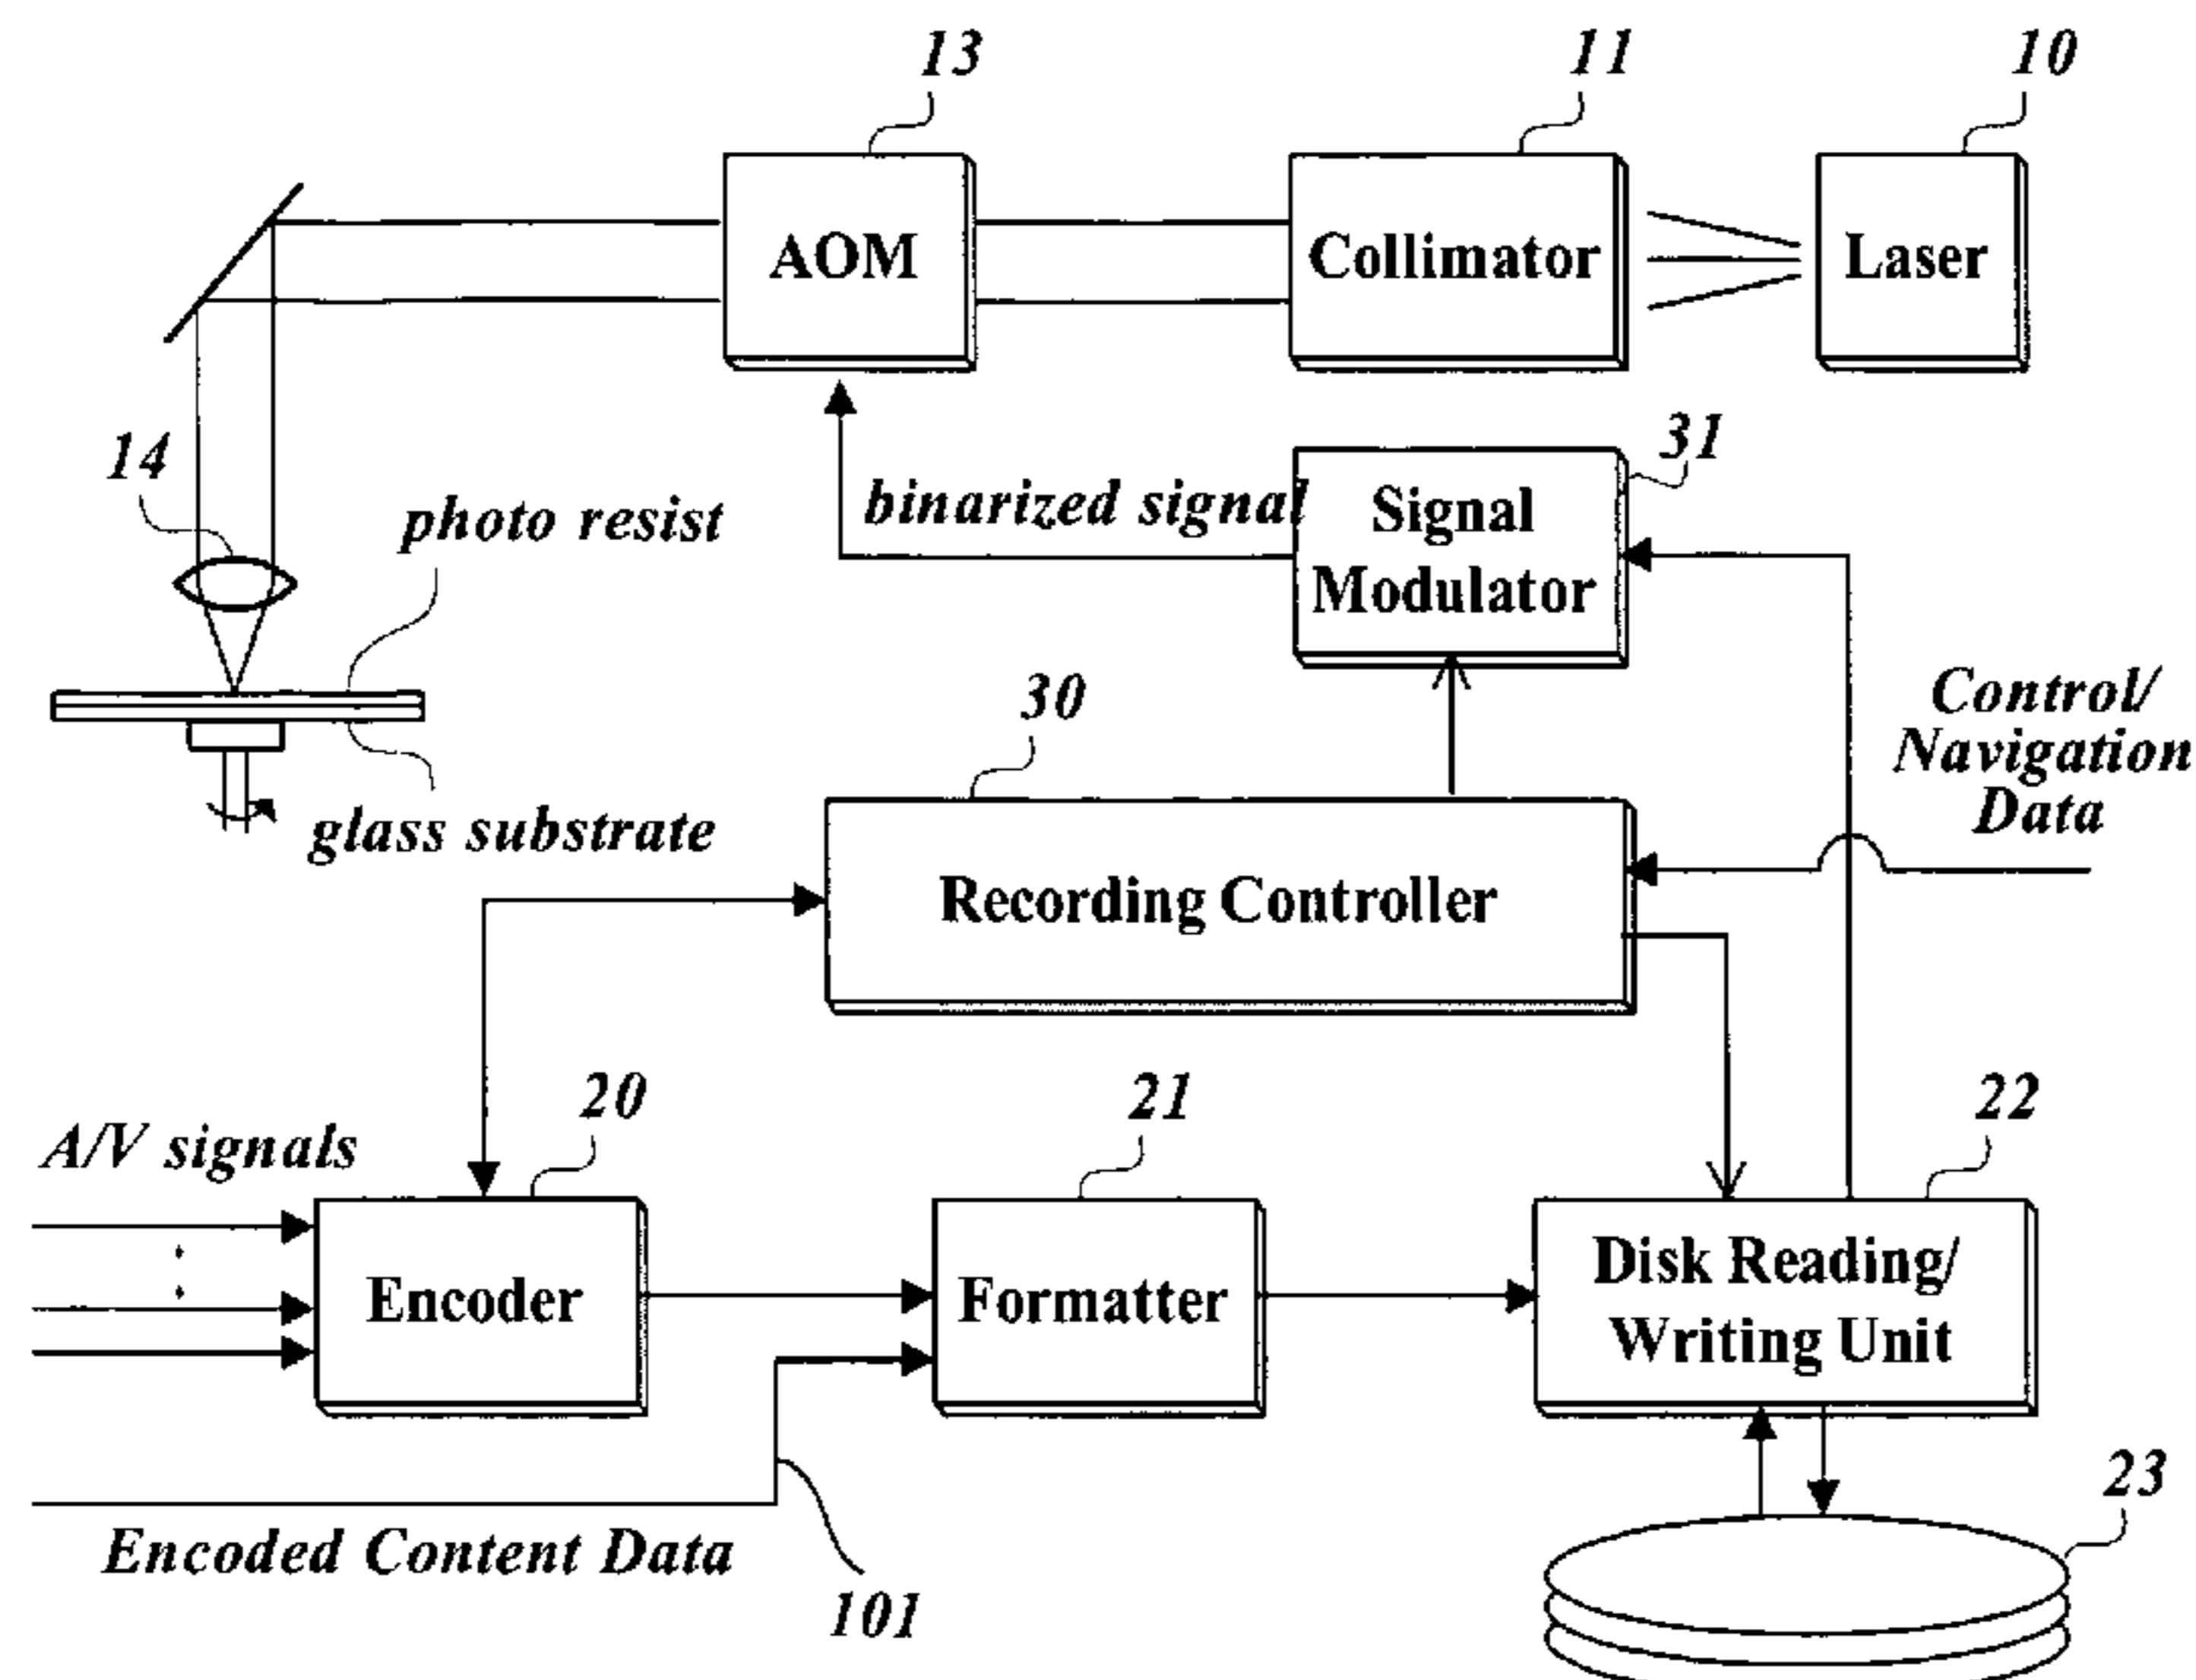 13
11
10
AOM
Collimator
Laser
14
photo resist
binarized signal
31
Signal
Modulator
30
Control/
Navigation
Data
glass substrate
Recording Controller
20
21
22
A/V signals
Encoder
Formatter
Disk Reading/
Writing Unit
23
Encoded Content Data
101